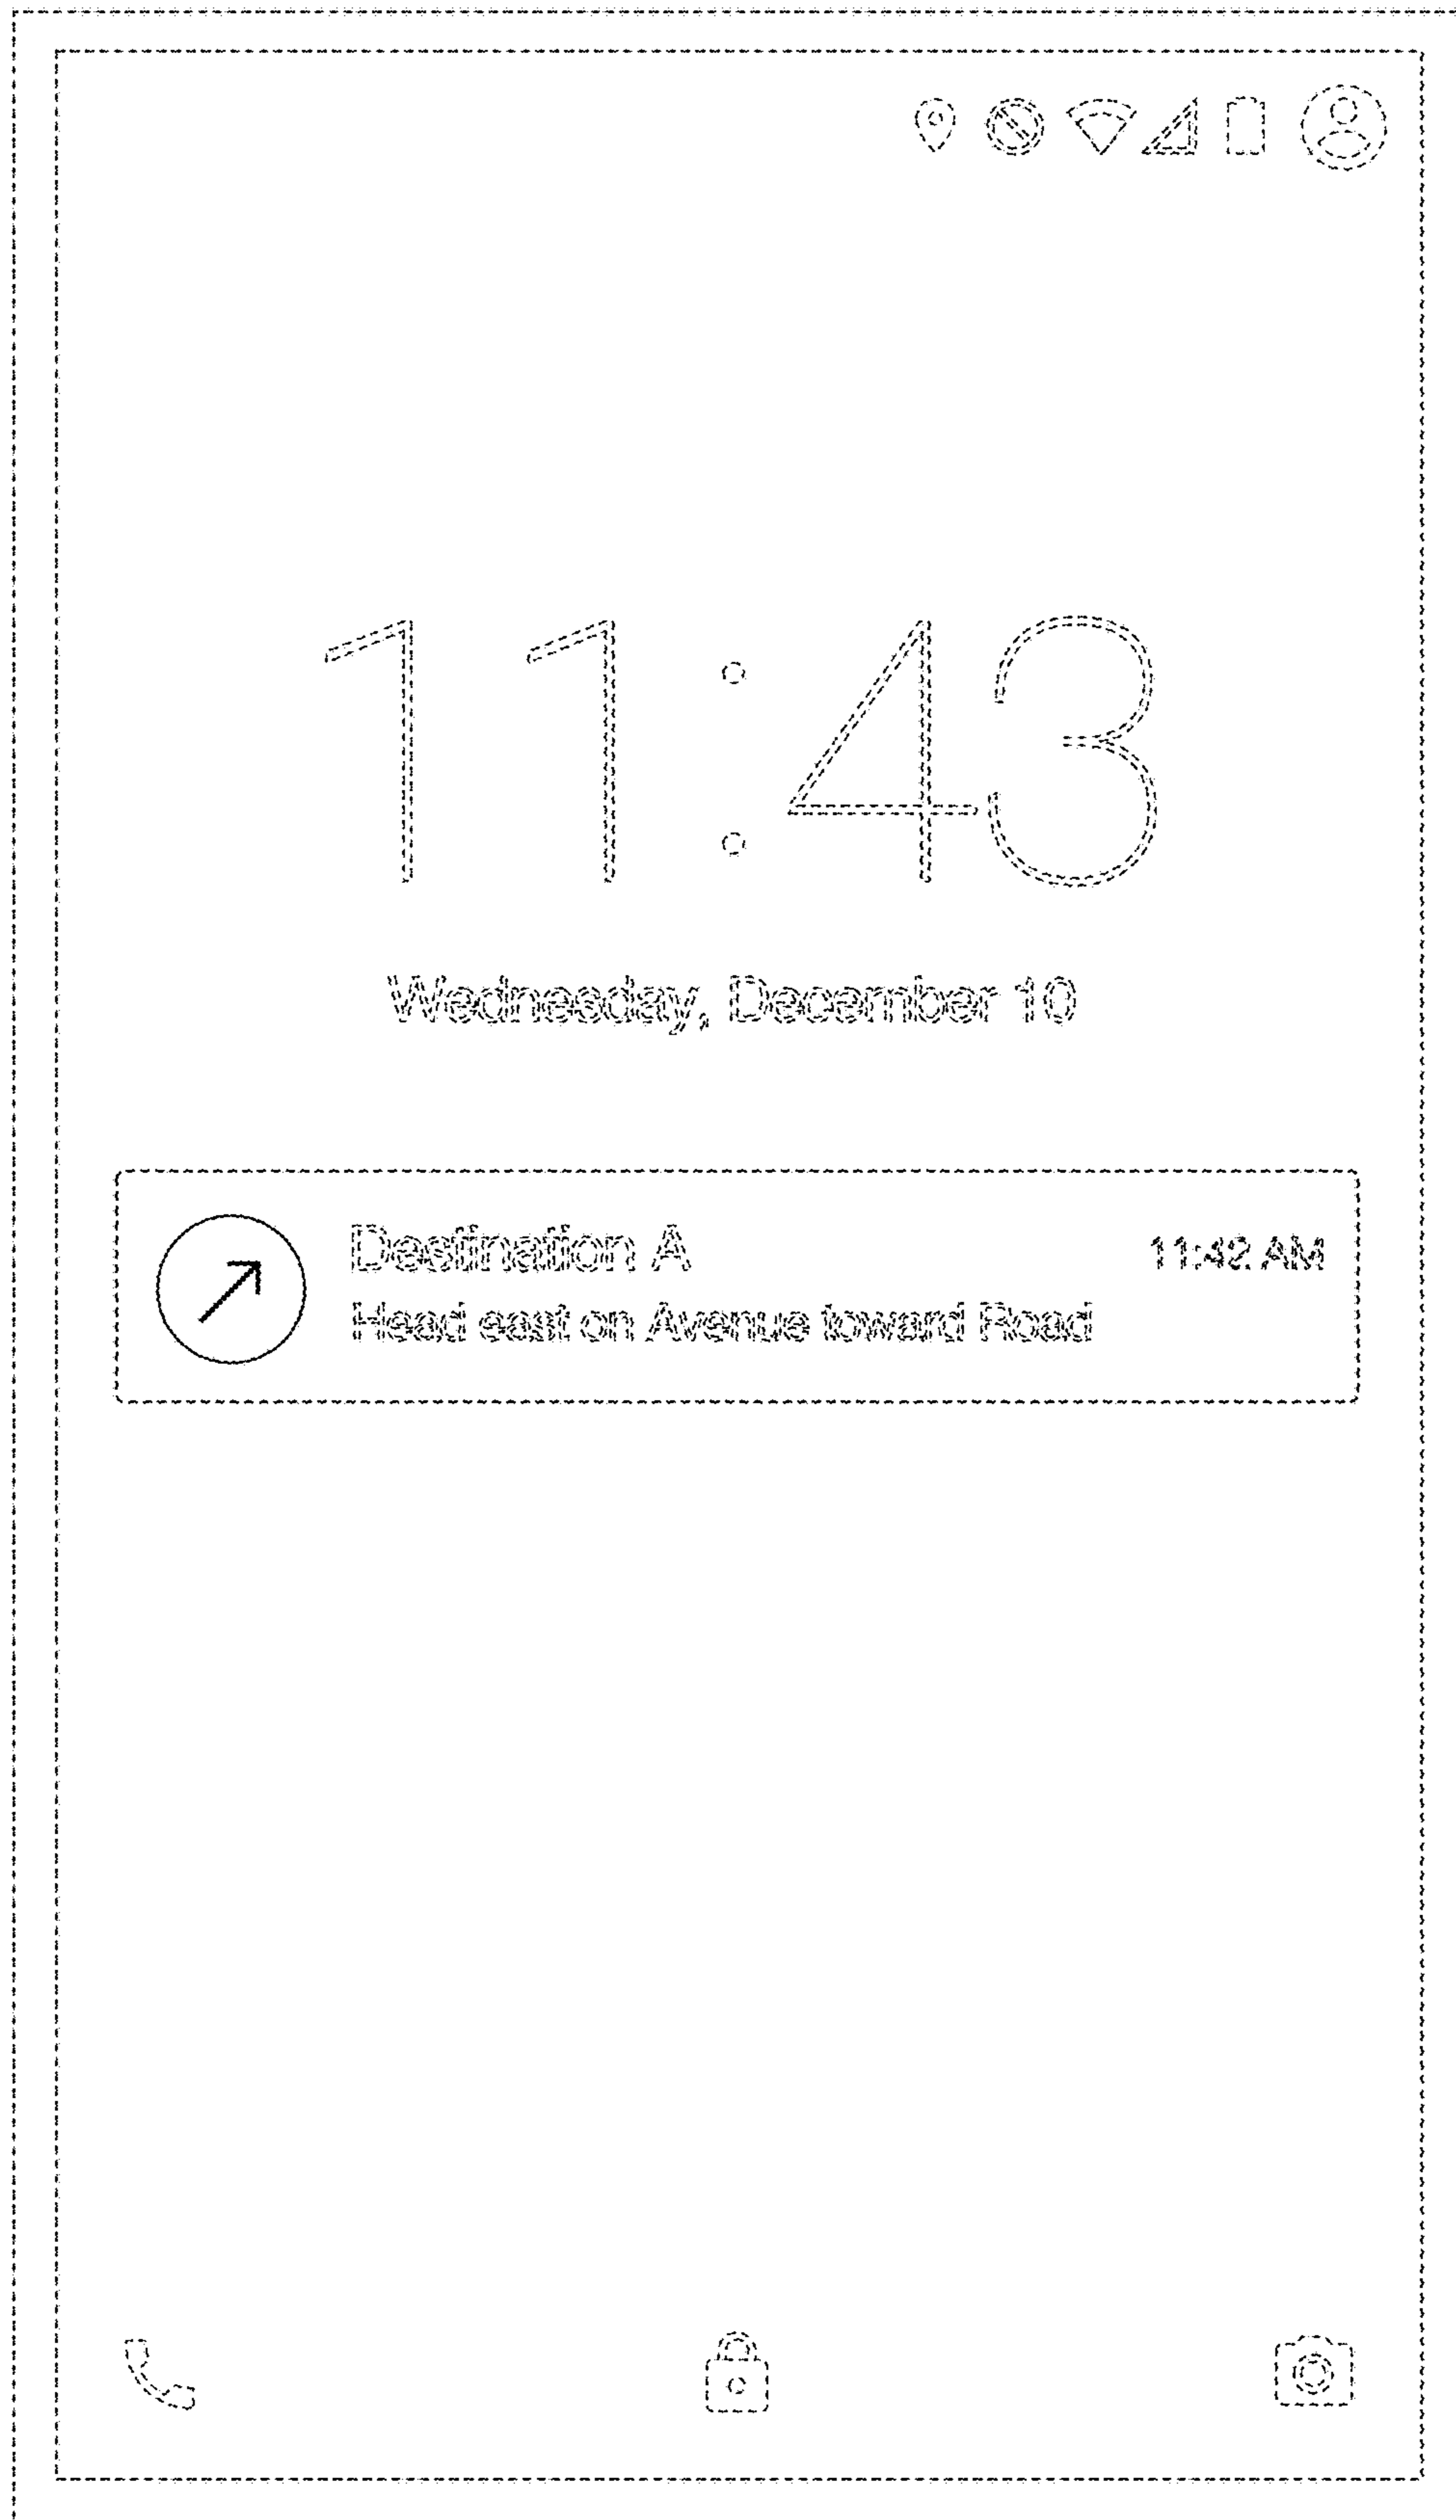 11:43
Wednesday, December 10
Destination A 11:42 AM
Head east on Avenue toward Road